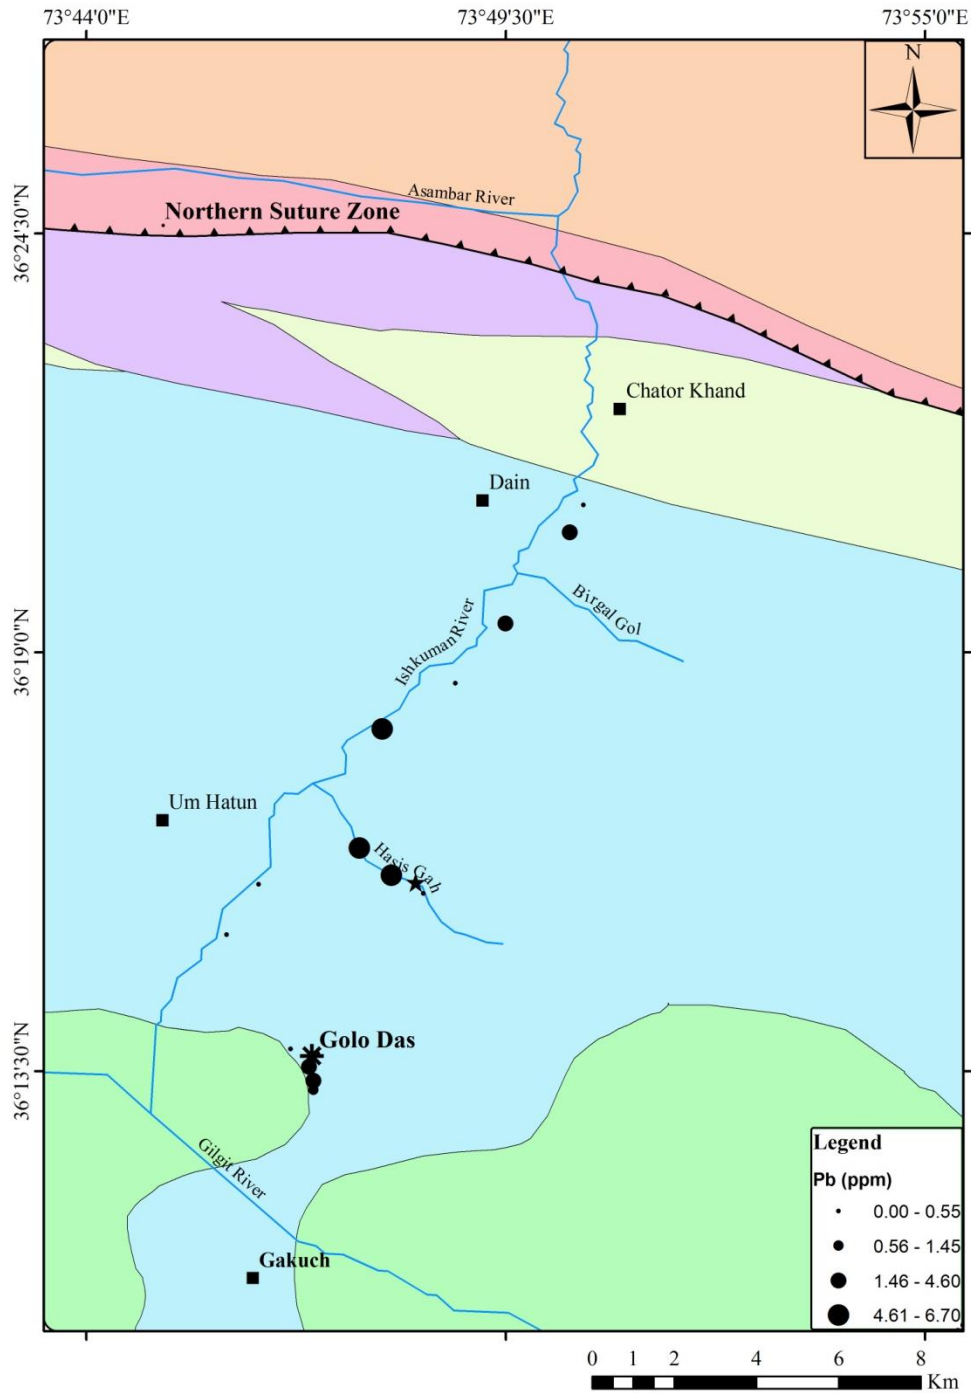 73°44'0"E 73°49'30"E 73°55'0"E
N
Asambar River
36°24'30"N
Northern Suture Zone
Chator Khand
Dain
Birgal Gol
Ishkuman River
36°19'0"N
Um Hatun
Hasis Gah
Golo Das
36°13'30"N
Gilgit River
Gakuch
Legend
Pb (ppm)
0.00 - 0.55
0.56 - 1.45
1.46 - 4.60
4.61 - 6.70
0 1 2 4 6 8
Km